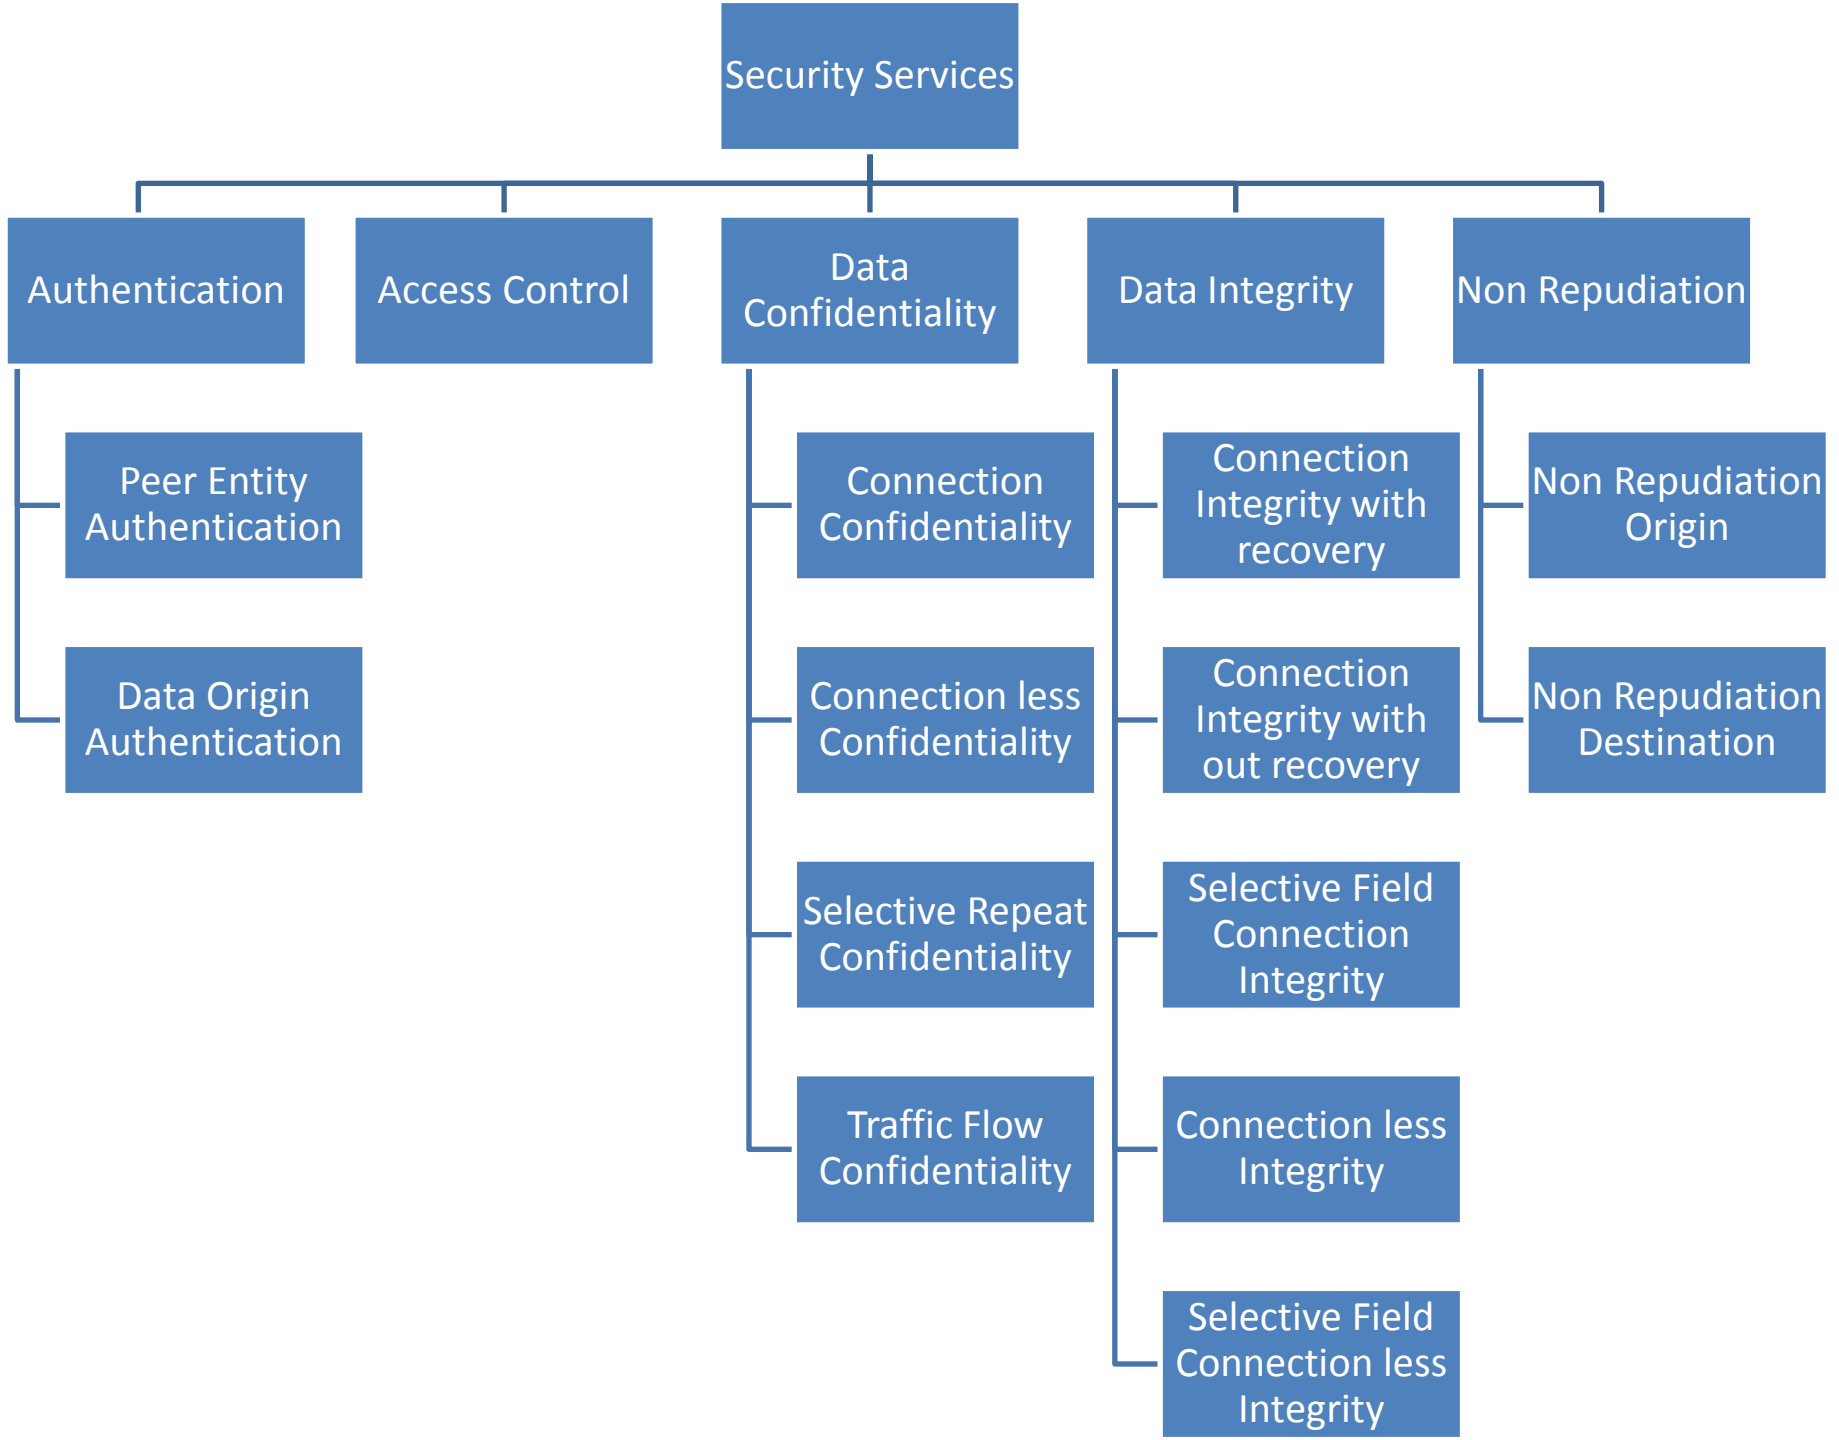 Security Services
Authentication
Access Control
Data
Confidentiality
Data Integrity
Non Repudiation
Peer Entity
Authentication
Data Origin
Authentication
Connection
Confidentiality
Connection less
Confidentiality
Selective Repeat
Confidentiality
Traffic Flow
Confidentiality
Connection
Integrity with
recovery
Connection
Integrity with
out recovery
Selective Field
Connection
Integrity
Connection less
Integrity
Selective Field
Connection less
Integrity
Non Repudiation
Origin
Non Repudiation
Destination